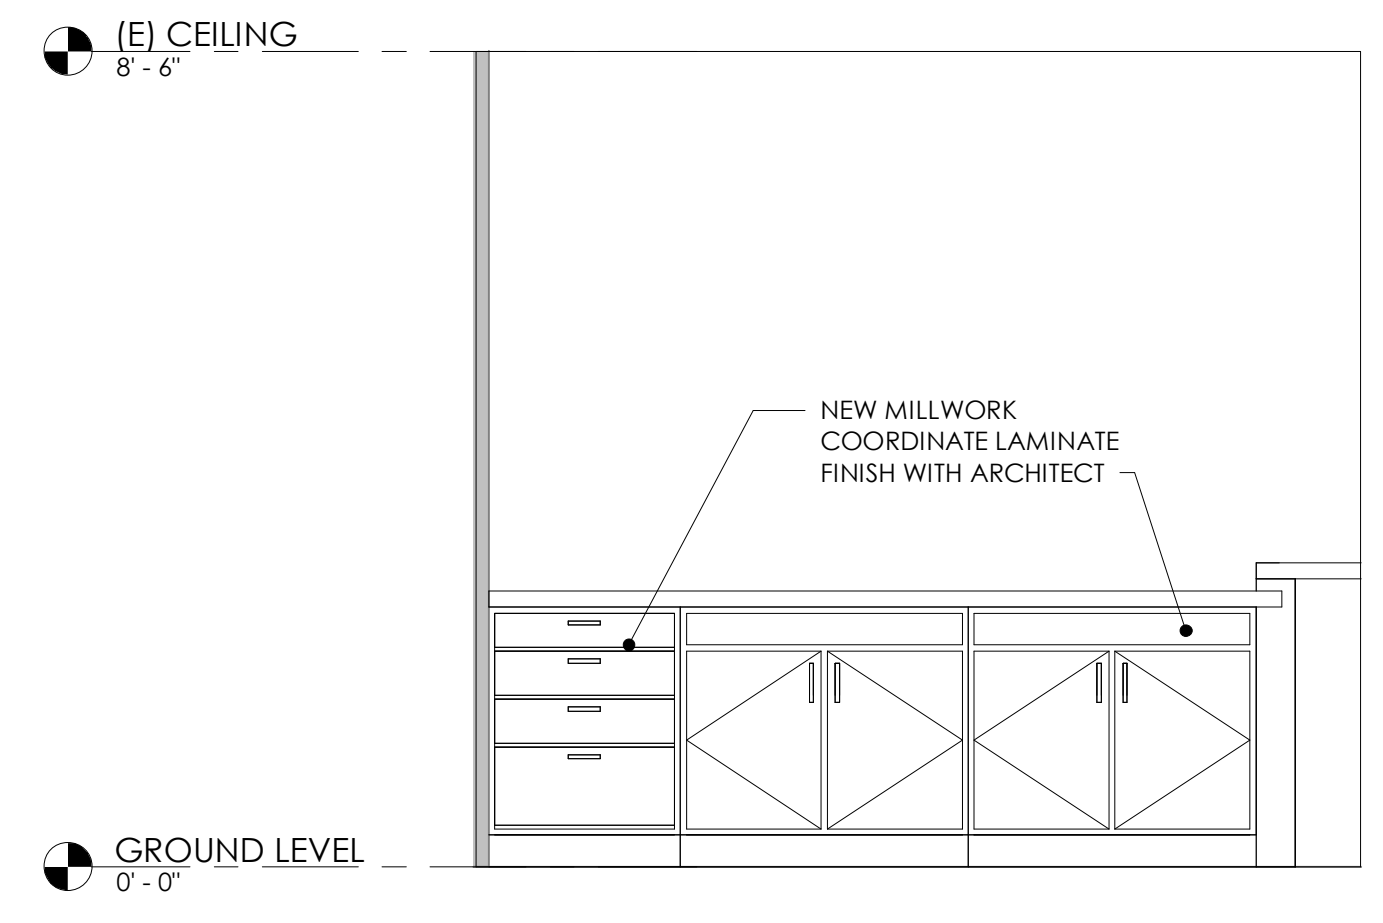 (E) CEILING
8' - 6"
NEW MILLWORK
COORDINATE LAMINATE
FINISH WITH ARCHITECT
GROUND LEVEL
0' - 0"